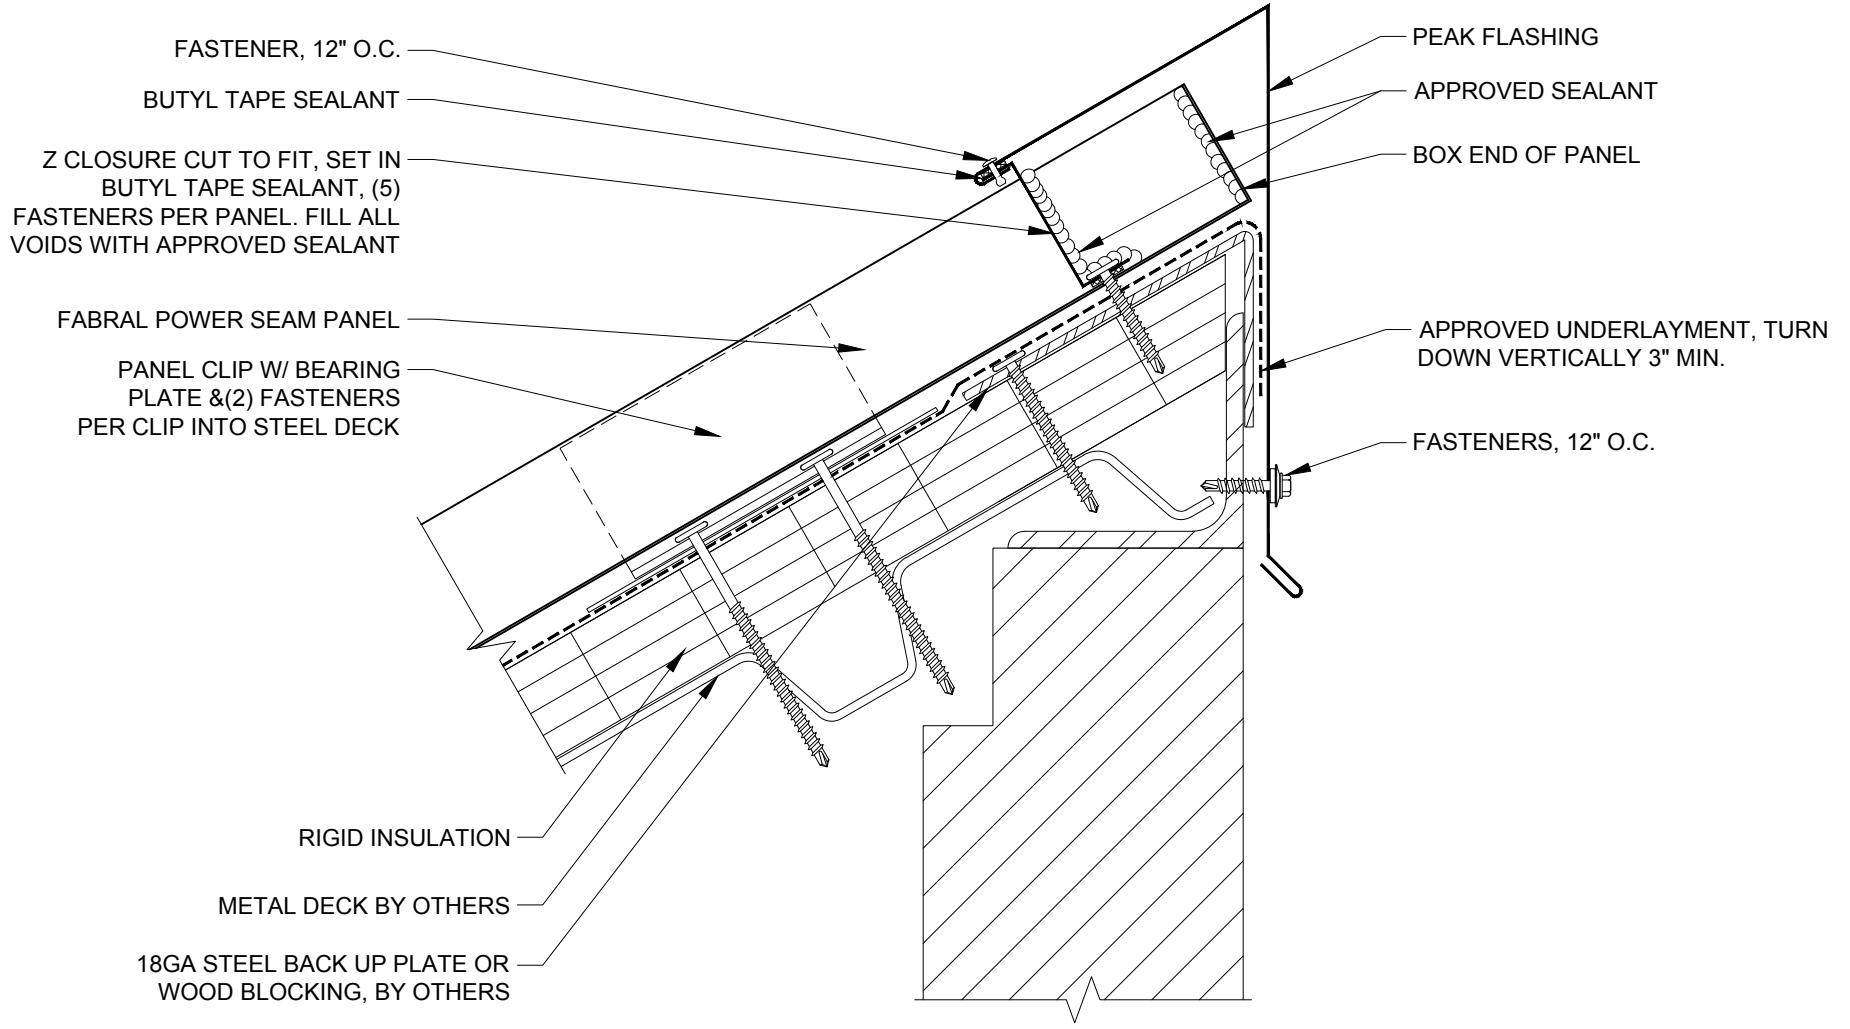 FASTENER, 12" O.C.
BUTYL TAPE SEALANT
Z CLOSURE CUT TO FIT, SET IN
BUTYL TAPE SEALANT, (5)
FASTENERS PER PANEL. FILL ALL
VOIDS WITH APPROVED SEALANT
FABRAL POWER SEAM PANEL
PANEL CLIP W/ BEARING
PLATE &(2) FASTENERS
PER CLIP INTO STEEL DECK
RIGID INSULATION
METAL DECK BY OTHERS
18GA STEEL BACK UP PLATE OR
WOOD BLOCKING, BY OTHERS
PEAK FLASHING
APPROVED SEALANT
BOX END OF PANEL
APPROVED UNDERLAYMENT, TURN
DOWN VERTICALLY 3" MIN.
FASTENERS, 12" O.C.